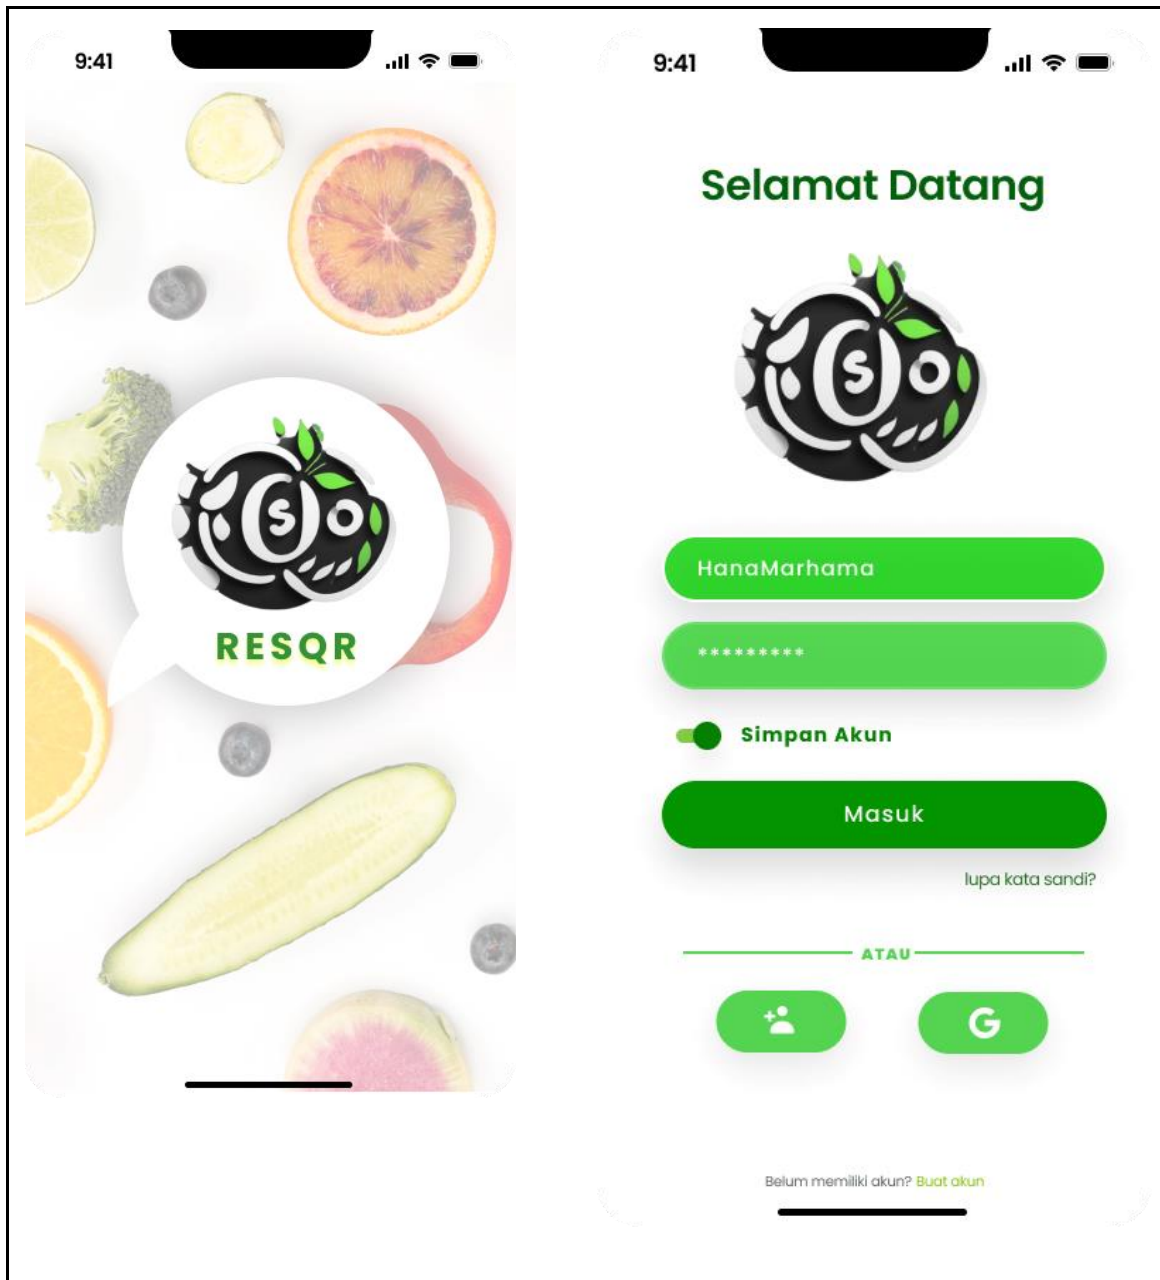 9:41
RESQR
9:41
Selamat Datang
HanaMarhama
*********
Simpan Akun
Masuk
lupa kata sandi?
ATAU
G
Belum memiliki akun? Buat akun